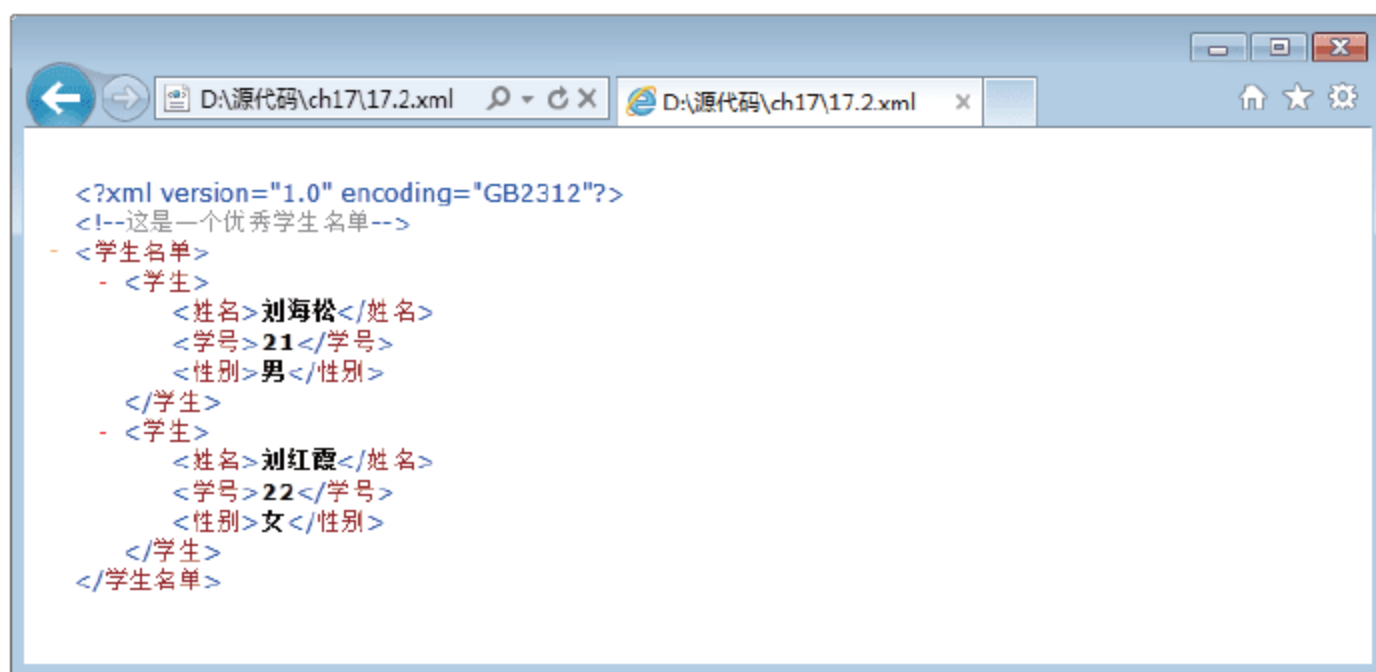 D:\源代码\ch17\17.2.xml
D:\源代码\ch17\17.2.xml
<?xml version="1.0" encoding="GB2312"?>
<!--这是一个优秀学生名单-->
- <学生名单>
- <学生>
<姓名>刘海松</姓名>
<学号>21</学号>
<性别>男</性别>
</学生>
- <学生>
<姓名>刘红霞</姓名>
<学号>22</学号>
<性别>女</性别>
</学生>
</学生名单>